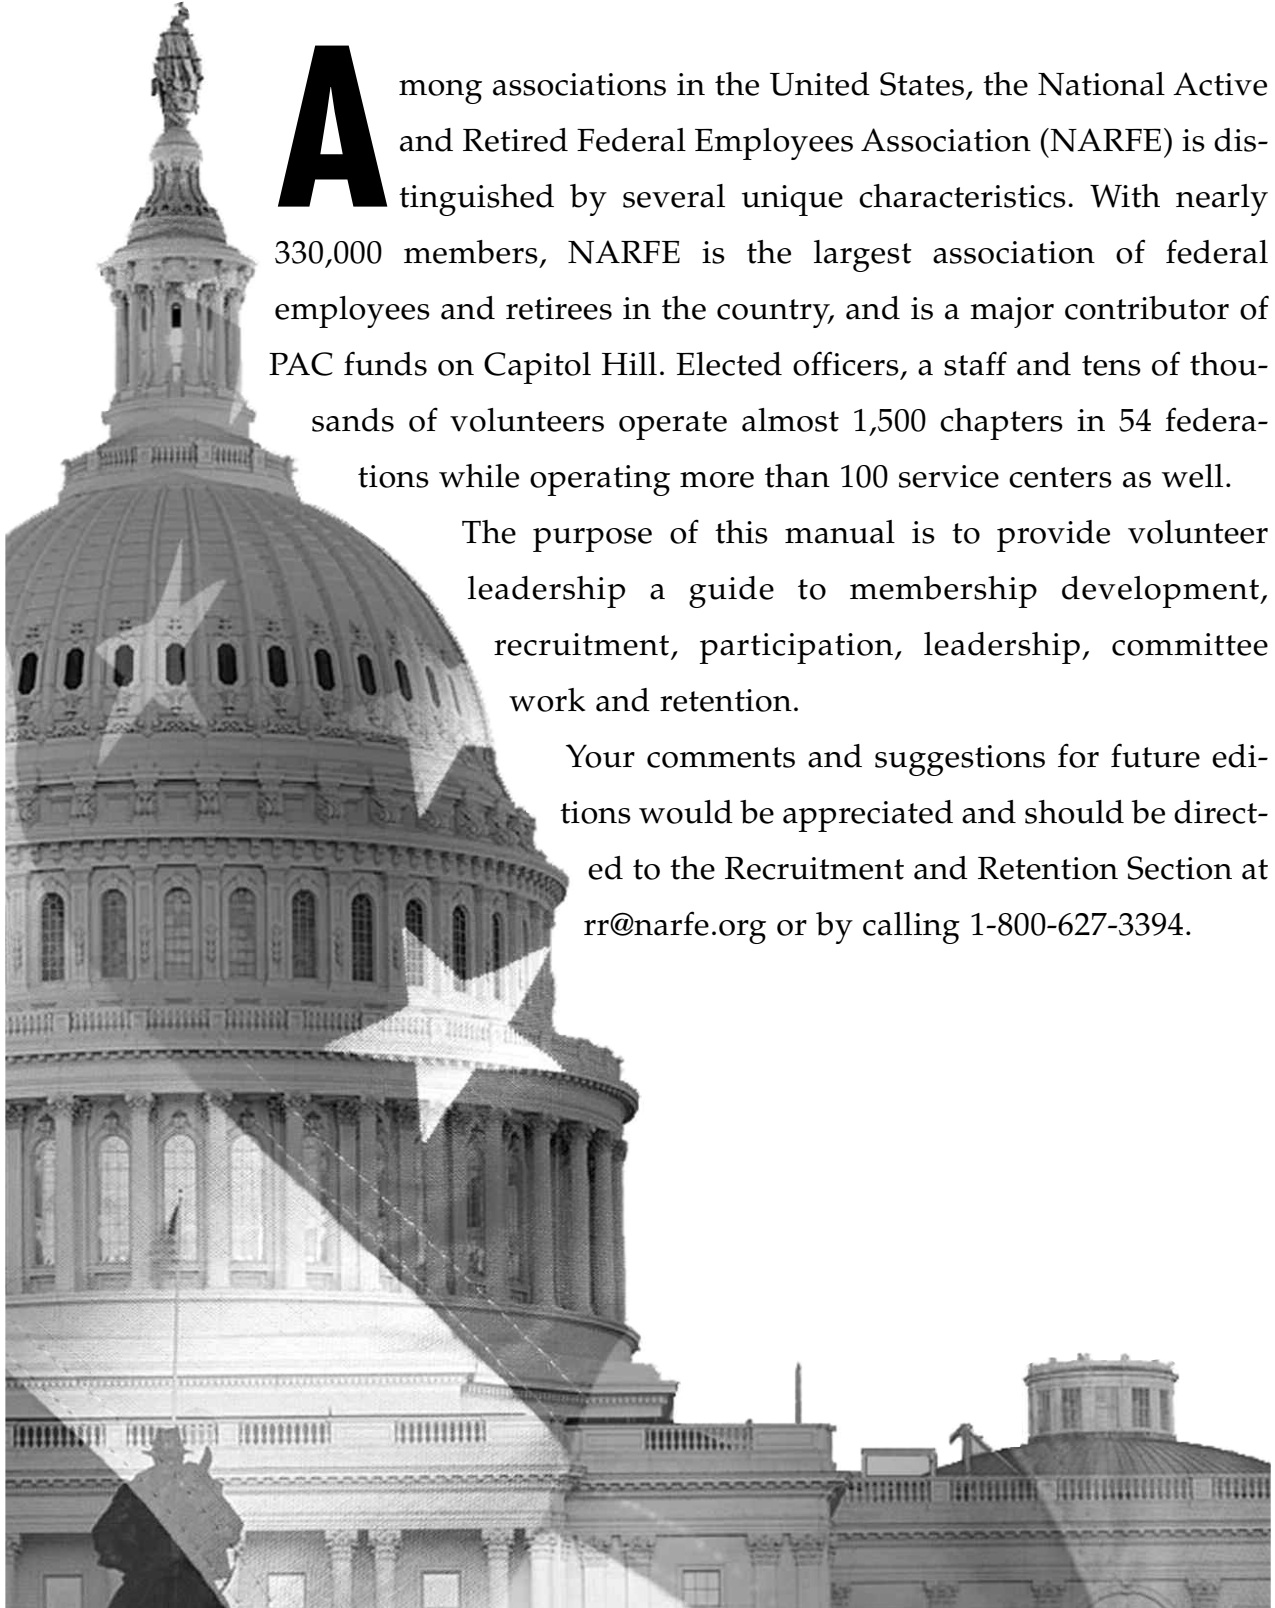 Among associations in the United States, the National Active
and Retired Federal Employees Association (NARFE) is dis-
tinguished by several unique characteristics. With nearly
330,000 members, NARFE is the largest association of federal
employees and retirees in the country, and is a major contributor of
PAC funds on Capitol Hill. Elected officers, a staff and tens of thou-
sands of volunteers operate almost 1,500 chapters in 54 federa-
tions while operating more than 100 service centers as well.
The purpose of this manual is to provide volunteer
leadership a guide to membership development,
recruitment, participation, leadership, committee
work and retention.
Your comments and suggestions for future edi-
tions would be appreciated and should be direct-
ed to the Recruitment and Retention Section at
rr@narfe.org or by calling 1-800-627-3394.